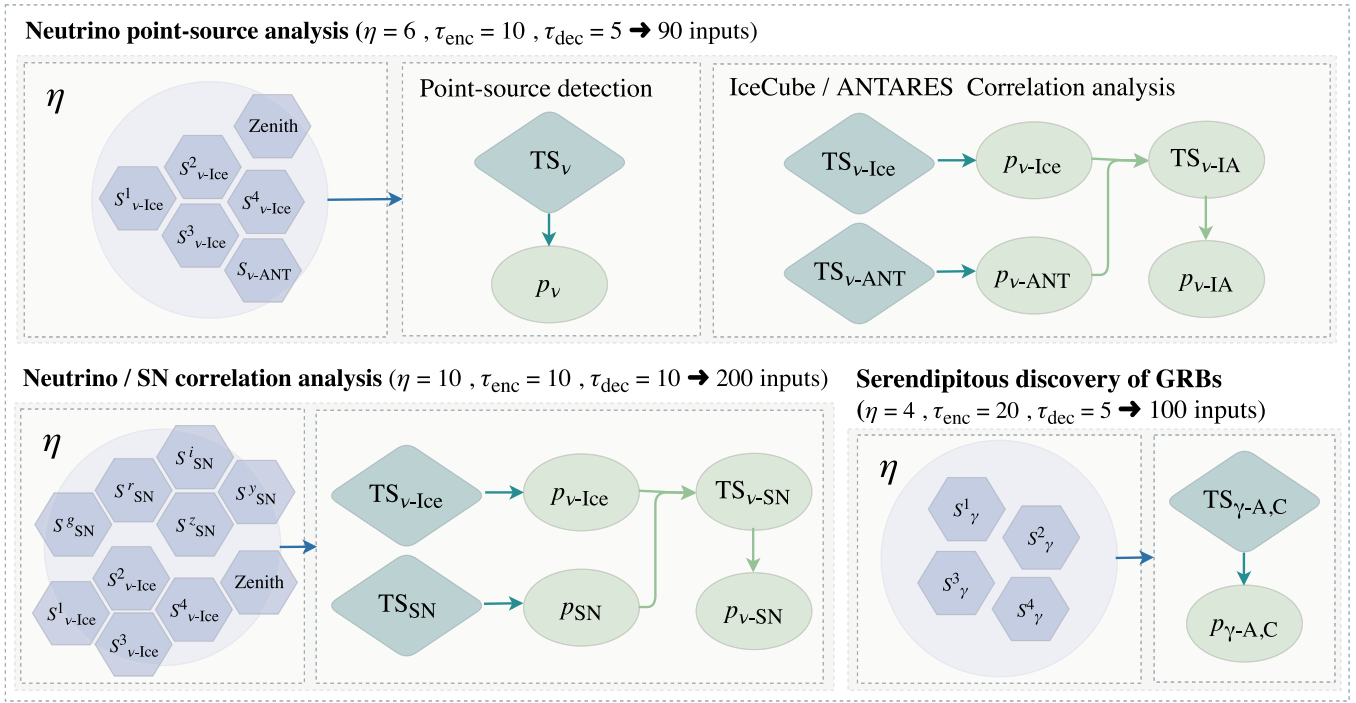 Neutrino point-source analysis (η = 6 , τenc = 10 , τdec = 5 ➜ 90 inputs)
η
Zenith
S²ν-Ice
S¹ν-Ice
S⁴ν-Ice
S³ν-Ice
Sν-ANT
Point-source detection
TSν
pν
IceCube / ANTARES Correlation analysis
TSν-Ice
pν-Ice
TSν-IA
TSν-ANT
pν-ANT
pν-IA
Neutrino / SN correlation analysis (η = 10 , τenc = 10 , τdec = 10 ➜ 200 inputs)
η
SⁱSN
SʳSN
SʸSN
SᵍSN
SᶻSN
S²ν-Ice
Zenith
S¹ν-Ice
S⁴ν-Ice
S³ν-Ice
TSν-Ice
pν-Ice
TSν-SN
TSSN
pSN
pν-SN
Serendipitous discovery of GRBs
(η = 4 , τenc = 20 , τdec = 5 ➜ 100 inputs)
η
S¹γ
S²γ
S³γ
S⁴γ
TSγ-A,C
pγ-A,C